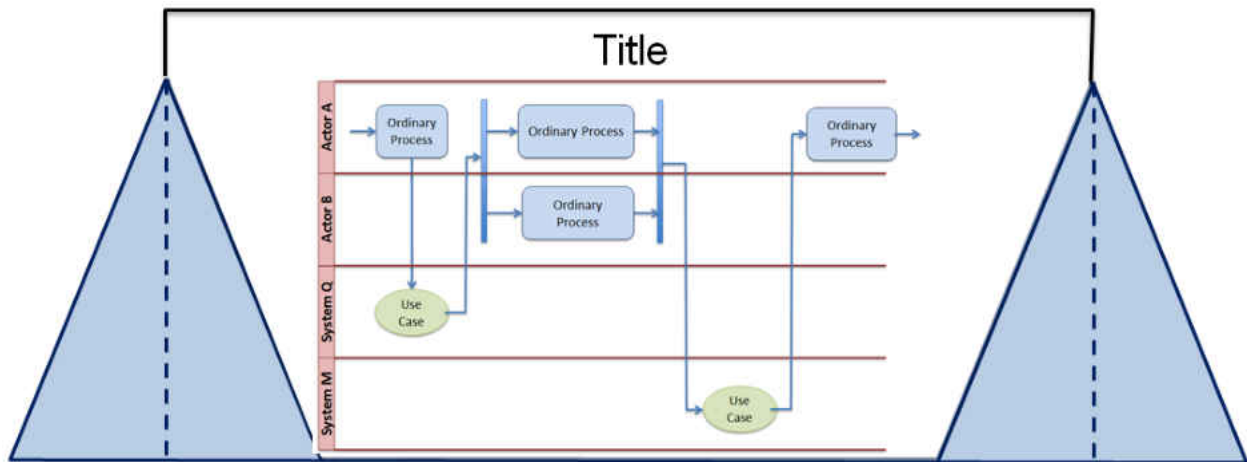 Title
Actor A
Ordinary
Process
Ordinary Process
Ordinary
Process
Actor B
Ordinary
Process
System Q
Use
Case
System M
Use
Case